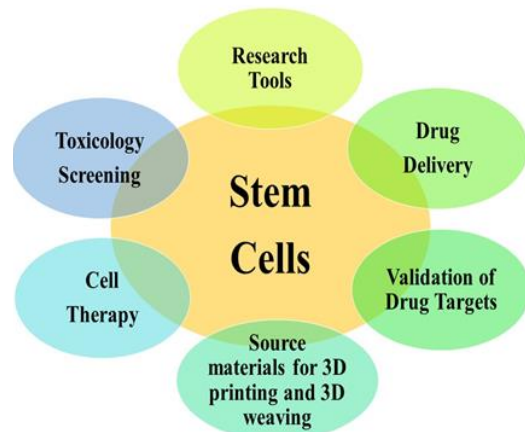 Research
Tools
Toxicology
Screening
Drug
Delivery
Stem
Cells
Cell
Therapy
Validation of
Drug Targets
Source
materials for 3D
printing and 3D
weaving